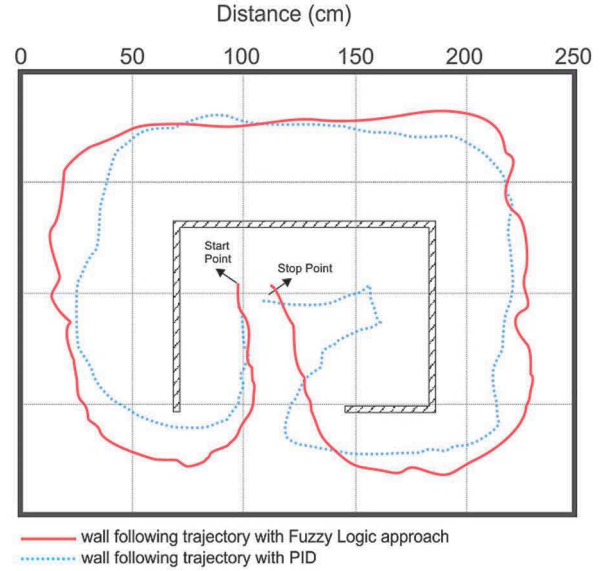 Distance (cm)
0 50 100 150 200 250
Start
Point
Stop Point
wall following trajectory with Fuzzy Logic approach
wall following trajectory with PID